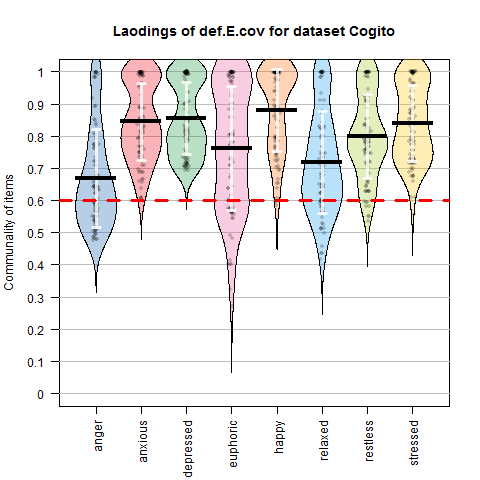 Laodings of def.E.cov for dataset Cogito
Communality of items
1
0.9
0.8
0.7
0.6
0.5
0.4
0.3
0.2
0.1
0
anger
anxious
depressed
euphoric
happy
relaxed
restless
stressed